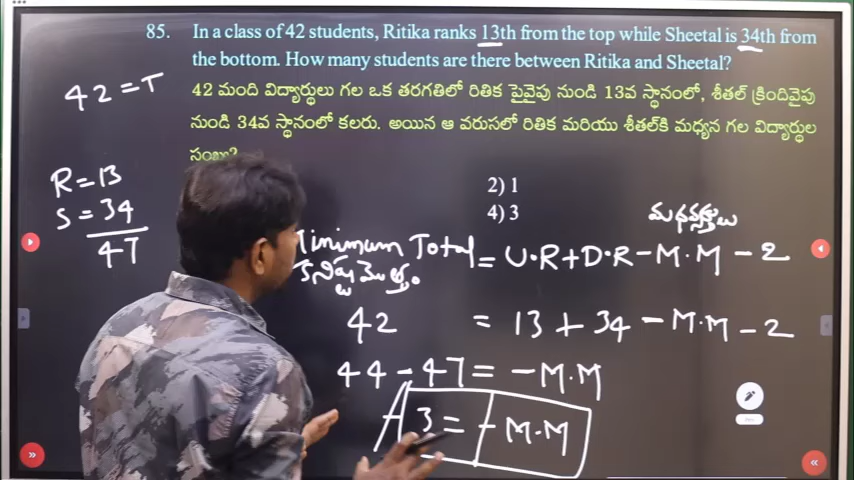 85. In a class of 42 students, Ritika ranks 13th from the top while Sheetal is 34th from
the bottom. How many students are there between Ritika and Sheetal?
42 మంది విద్యార్థులు గల ఒక తరగతిలో రితిక పైవైపు నుండి 13వ స్థానంలో, శీతల్ క్రిందివైపు
నుండి 34వ స్థానంలో కలరు. అయిన ఆ వరుసలో రితిక మరియు శీతల్‌కి మధ్యన గల విద్యార్థుల
42 = T
R = 13
S = 34
47
2) 1
4) 3
Minimum Total = U.R + D.R - M.M - 2
42 = 13 + 34 - M.M - 2
44 - 47 = - M.M
- 3 = - M.M